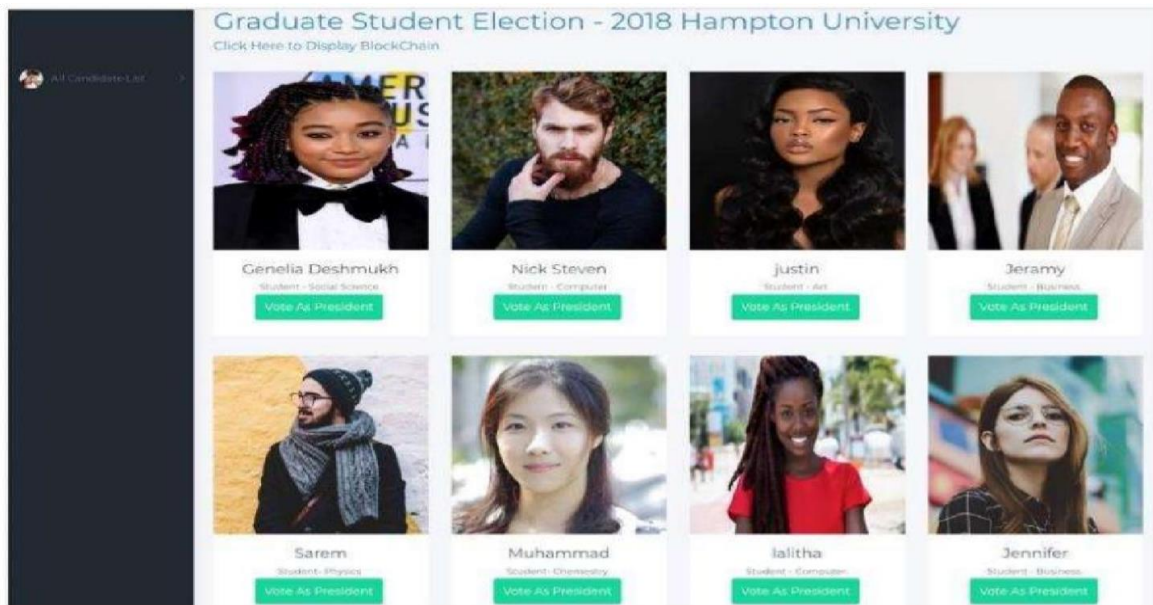 Graduate Student Election - 2018 Hampton University
Click Here to Display BlockChain
All Candidate List
AMER
US
A
Genelia Deshmukh
Student - Social Science
Vote As President
Nick Steven
Student - Computer
Vote As President
justin
Student - Art
Vote As President
Jeramy
Student - Business
Vote As President
Sarem
Student- Physics
Vote As President
Muhammad
Student- Chemestry
Vote As President
lalitha
Student - Computer
Vote As President
Jennifer
Student - Business
Vote As President